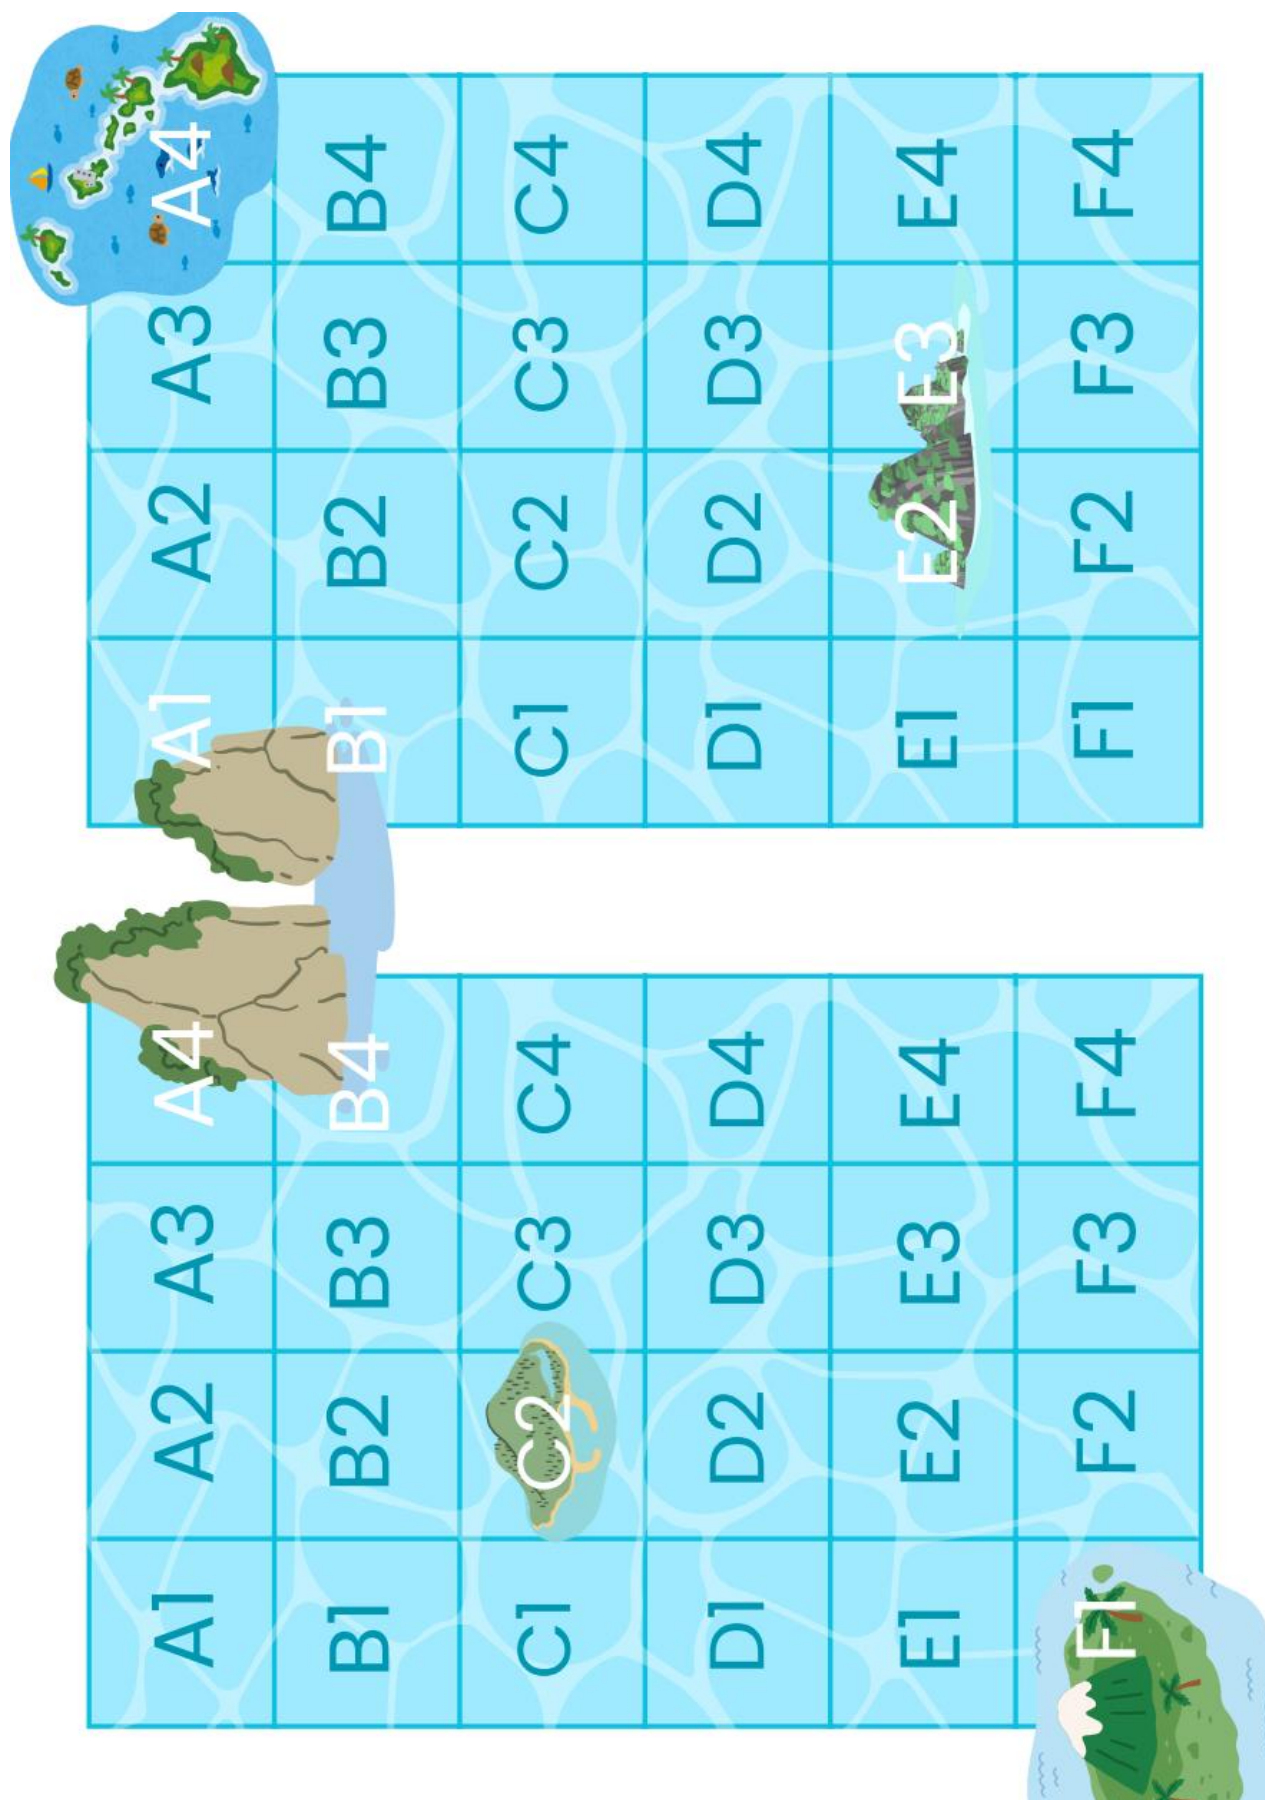 A1 A2 A3 A4 A1 A2 A3 A4
B1 B2 B3 B4 B1 B2 B3 B4
C1 C2 C3 C4 C1 C2 C3 C4
D1 D2 D3 D4 D1 D2 D3 D4
E1 E2 E3 E4 E1 E2 E3 E4
F1 F2 F3 F4 F1 F2 F3 F4